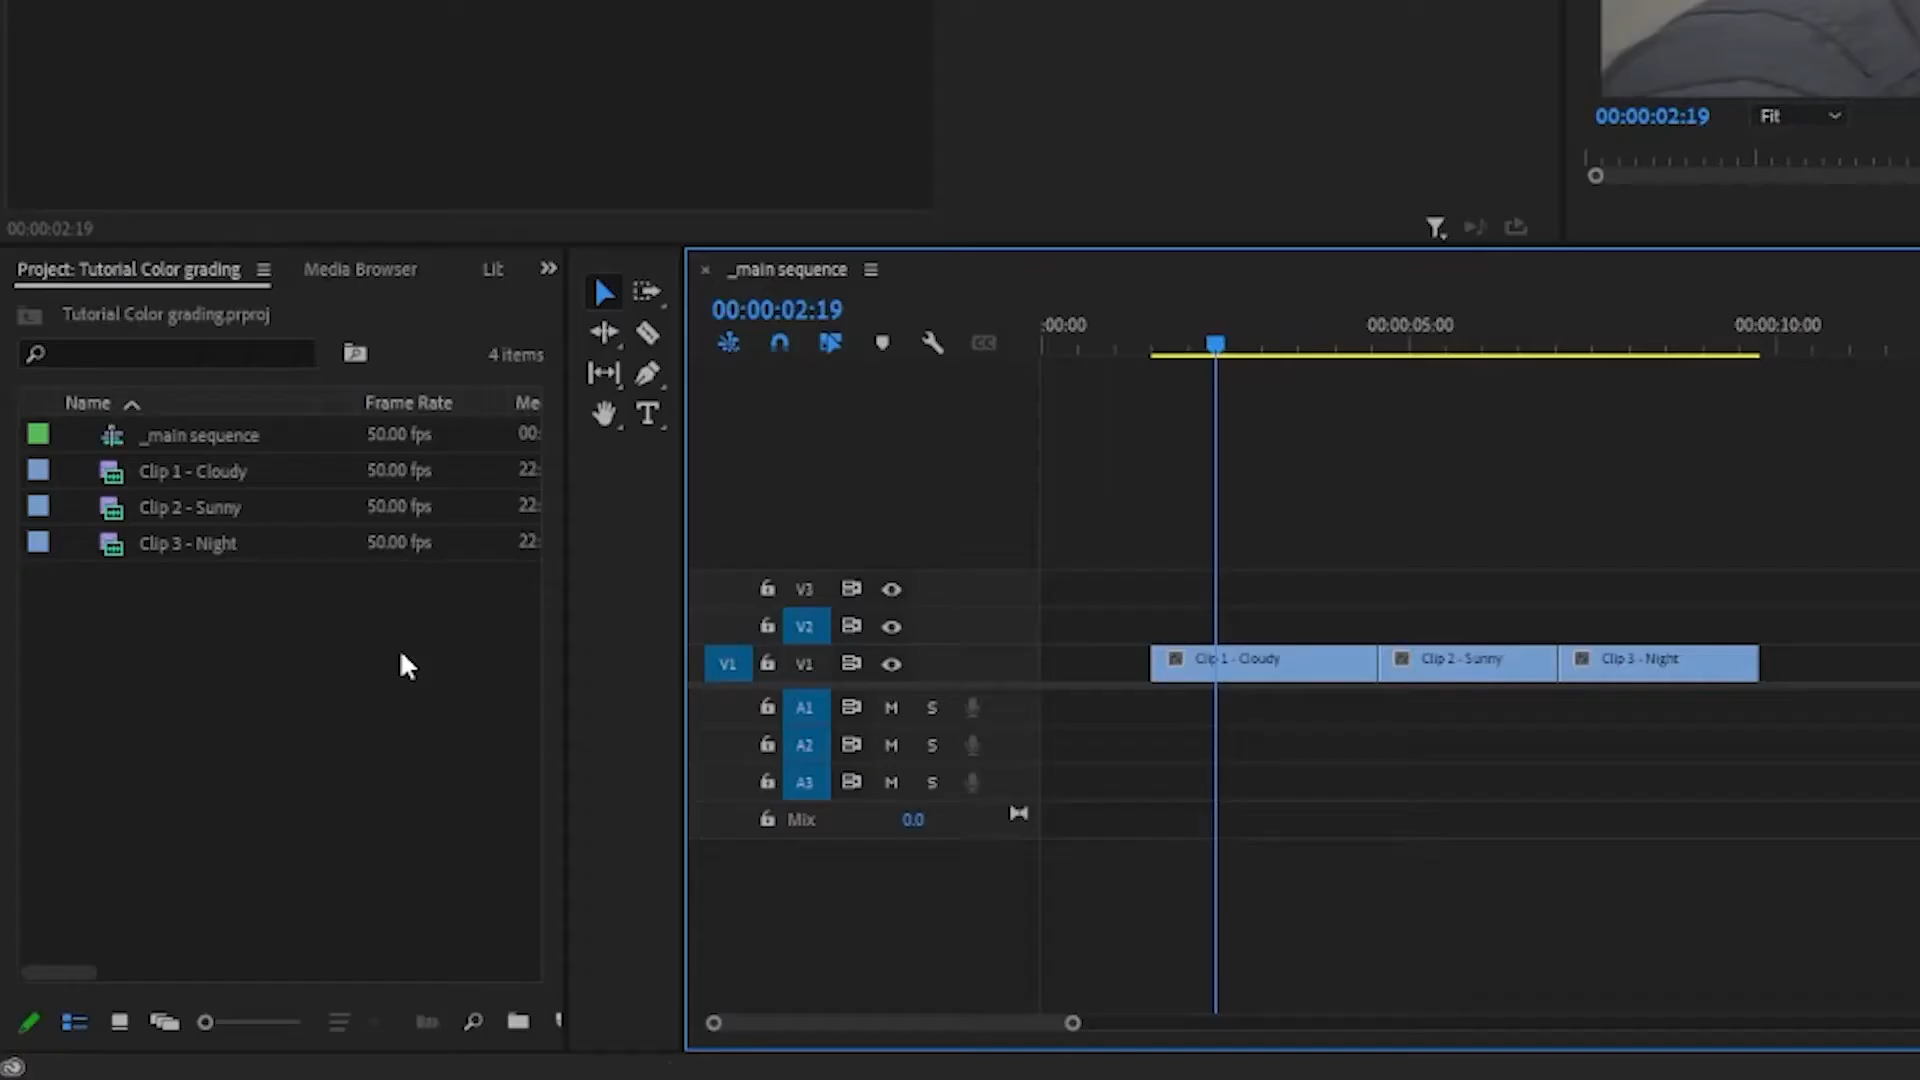 00:00:02:19
Fit
00:00:02:19
Project: Tutorial Color grading
Media Browser
Tutorial Color grading.prproj
4 items
Name
Frame Rate
_main sequence
50.00 fps
00:
Clip 1 - Cloudy
50.00 fps
22:
Clip 2 - Sunny
50.00 fps
22:
Clip 3 - Night
50.00 fps
22:
T
_main sequence
00:00:02:19
CC
:00:00
00:00:05:00
00:00:10:00
V3
V2
V1
V1
Clip 1 - Cloudy
Clip 2 - Sunny
Clip 3 - Night
A1
M
S
A2
M
S
A3
M
S
Mix
0.0